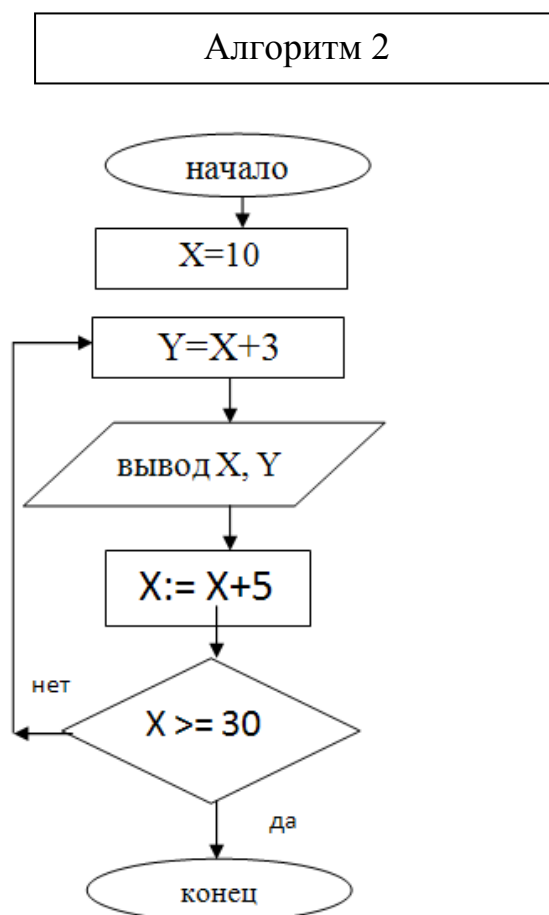 Алгоритм 2
начало
X=10
Y=X+3
вывод X, Y
X:= X+5
нет
X >= 30
да
конец